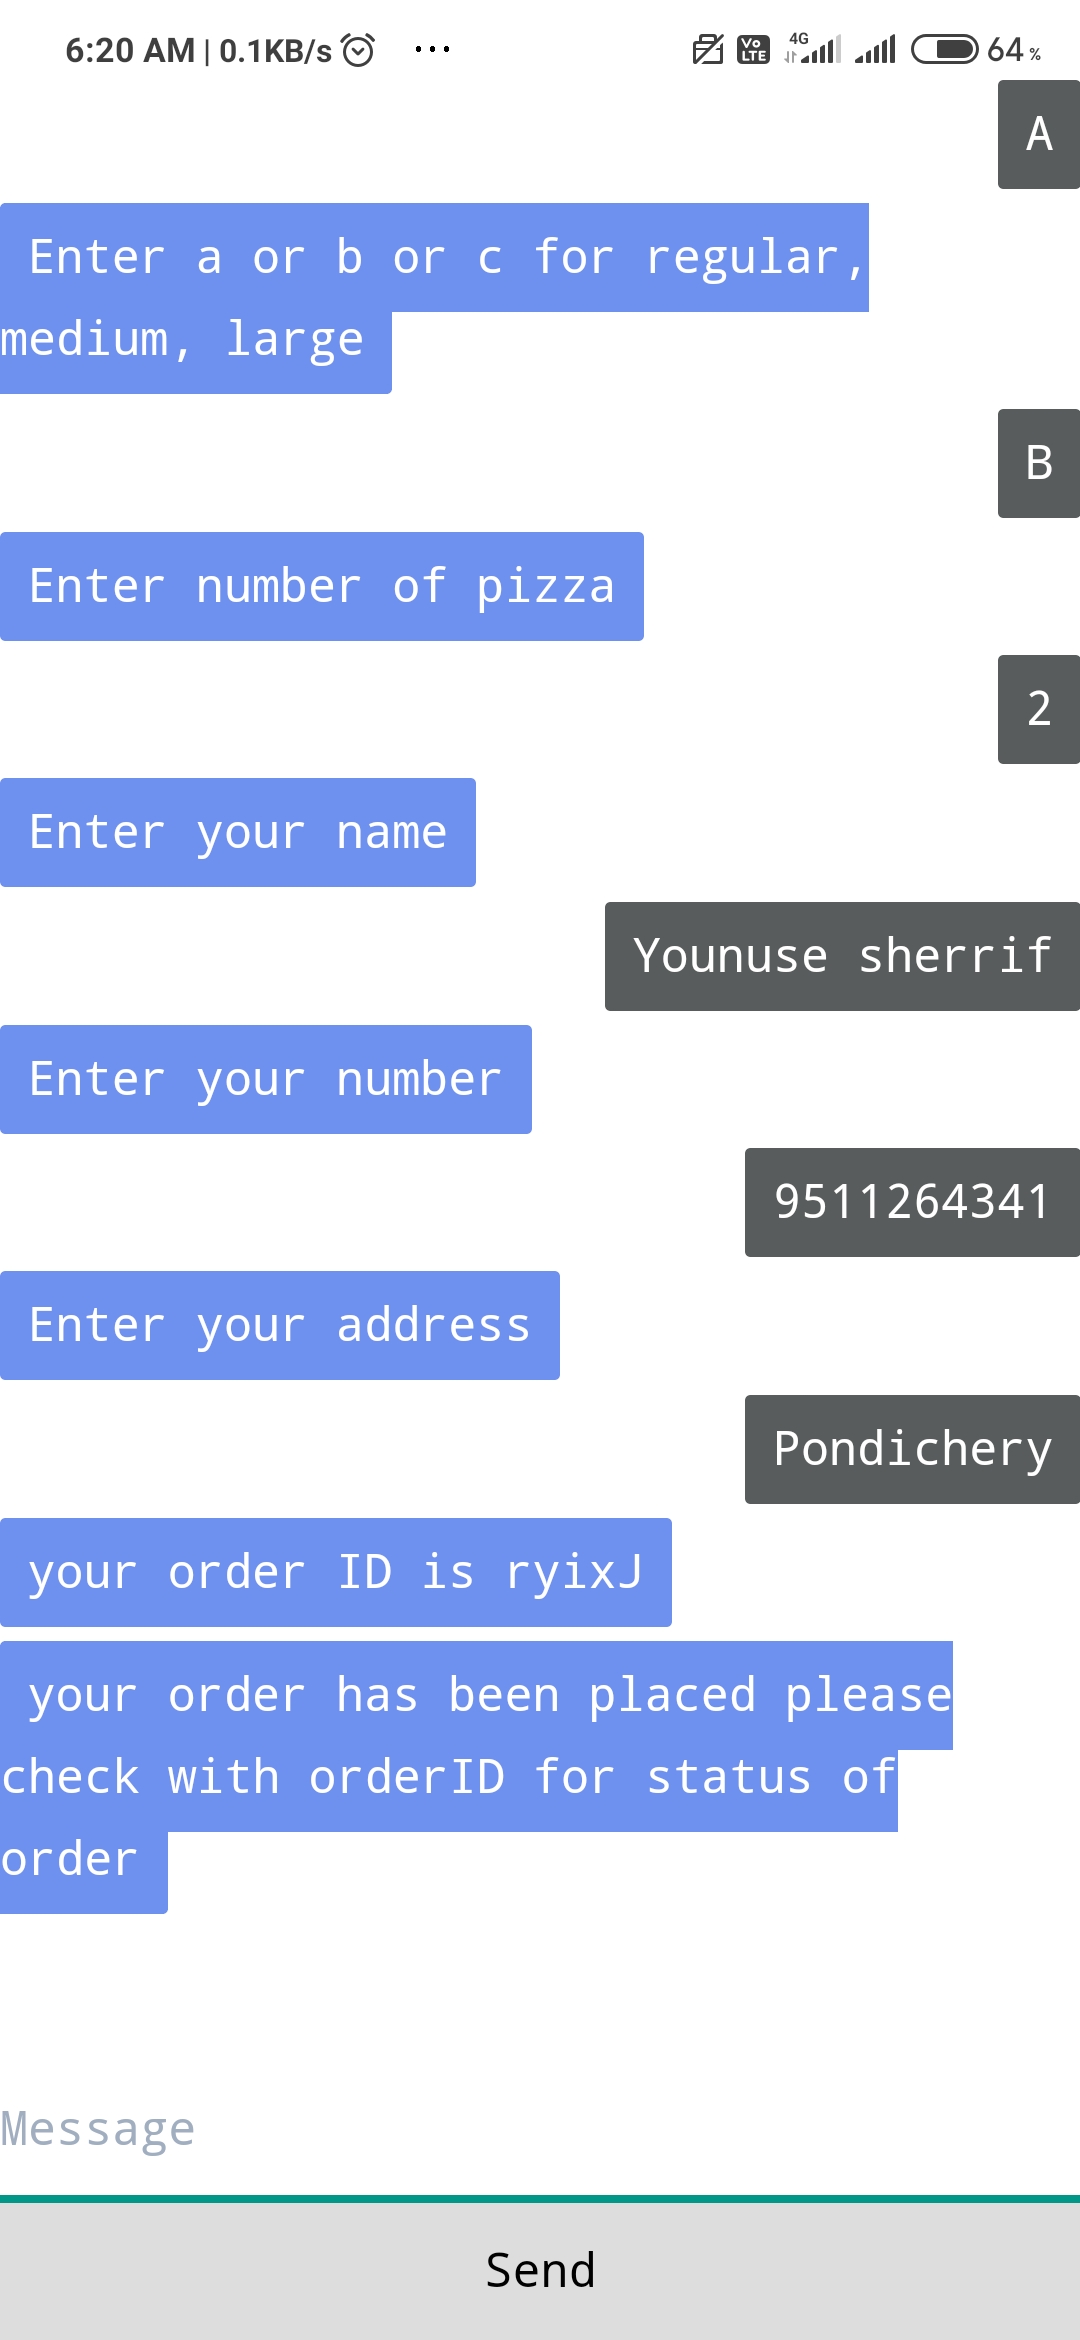 6:20 AM | 0.1KB/s ... Vo LTE 4G 64 %
A
Enter a or b or c for regular,
medium, large
B
Enter number of pizza
2
Enter your name
Younuse sherrif
Enter your number
9511264341
Enter your address
Pondichery
your order ID is ryixJ
your order has been placed please
check with orderID for status of
order
Message
Send